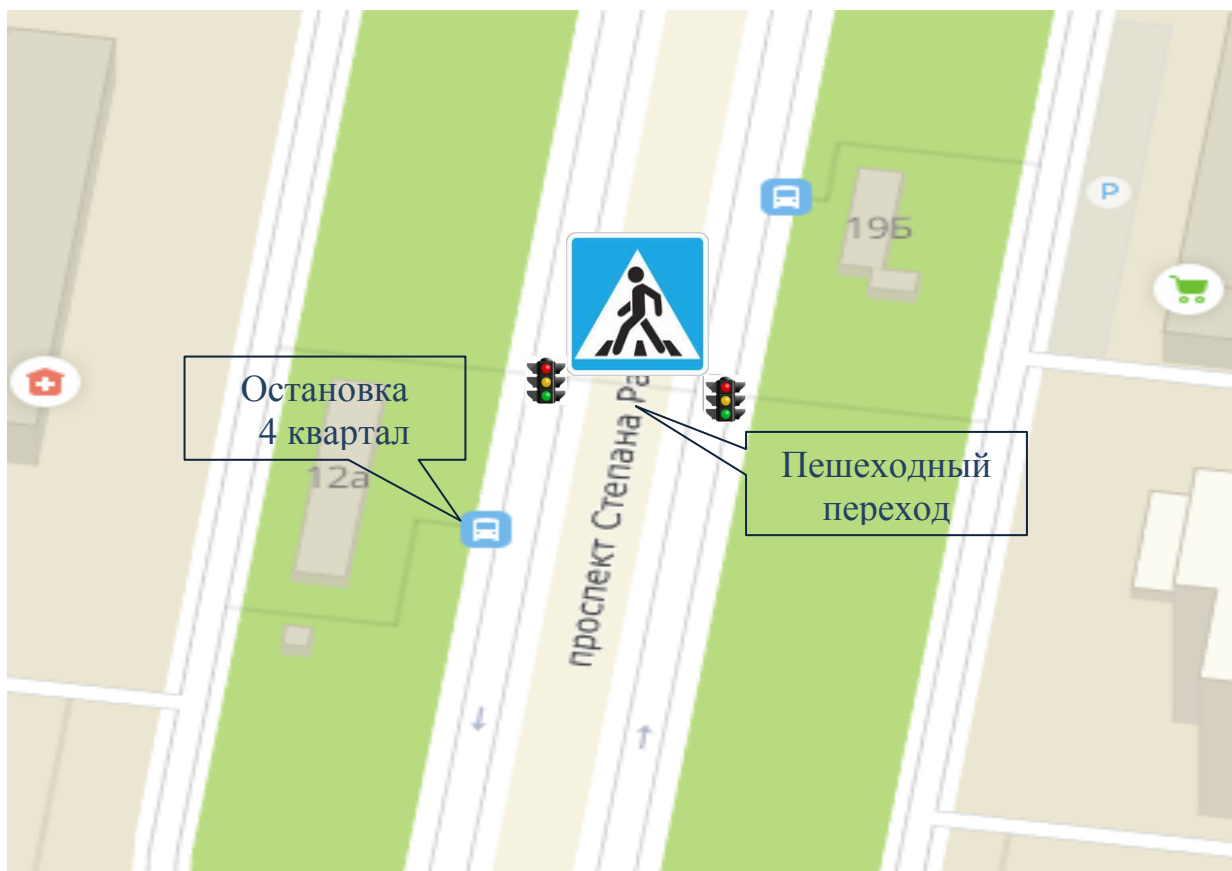 P
19Б
Остановка
4 квартал
12а
проспект Степана Ра
Пешеходный
переход